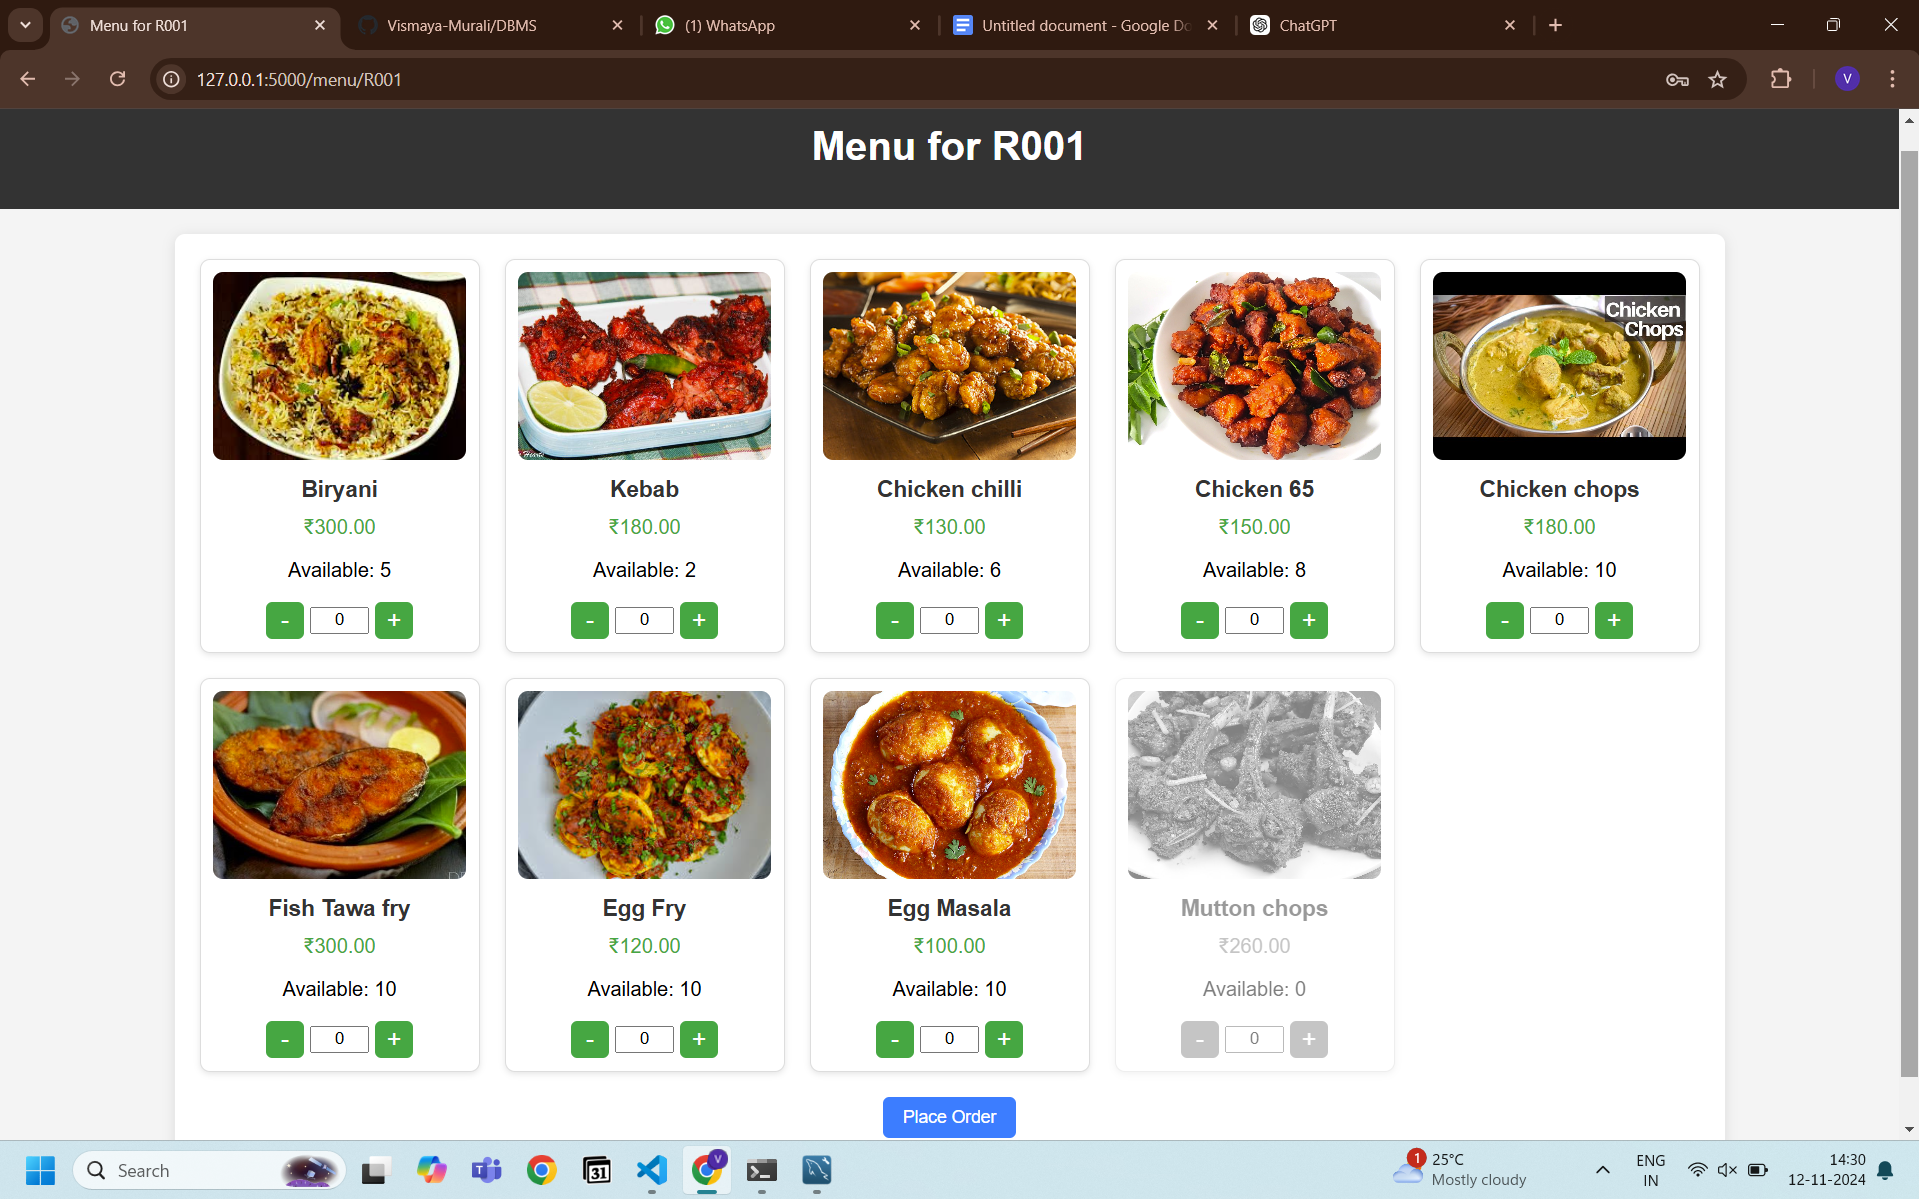 Menu for R001
Vismaya-Murali/DBMS
(1) WhatsApp
Untitled document - Google Do
ChatGPT
127.0.0.1:5000/menu/R001
V
Menu for R001
Chicken
Chops
Biryani
Kebab
Chicken chilli
Chicken 65
Chicken chops
₹300.00
₹180.00
₹130.00
₹150.00
₹180.00
Available: 5
Available: 2
Available: 6
Available: 8
Available: 10
- 0 +
- 0 +
- 0 +
- 0 +
- 0 +
Fish Tawa fry
Egg Fry
Egg Masala
Mutton chops
₹300.00
₹120.00
₹100.00
₹260.00
Available: 10
Available: 10
Available: 10
Available: 0
- 0 +
- 0 +
- 0 +
- 0 +
Place Order
Search
31
V
1
25°C
Mostly cloudy
ENG
IN
14:30
12-11-2024